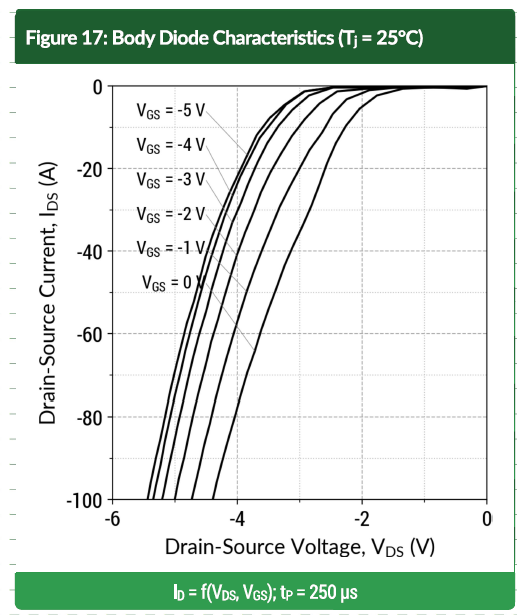 Figure 17: Body Diode Characteristics (Tj = 25°C)
0
-20
-40
-60
-80
-100
-6
-4
-2
0
VGS = -5 V
VGS = -4 V
VGS = -3 V
VGS = -2 V
VGS = -1 V
VGS = 0 V
Drain-Source Current, IDS (A)
Drain-Source Voltage, VDS (V)
ID = f(VDS, VGS); tP = 250 µs